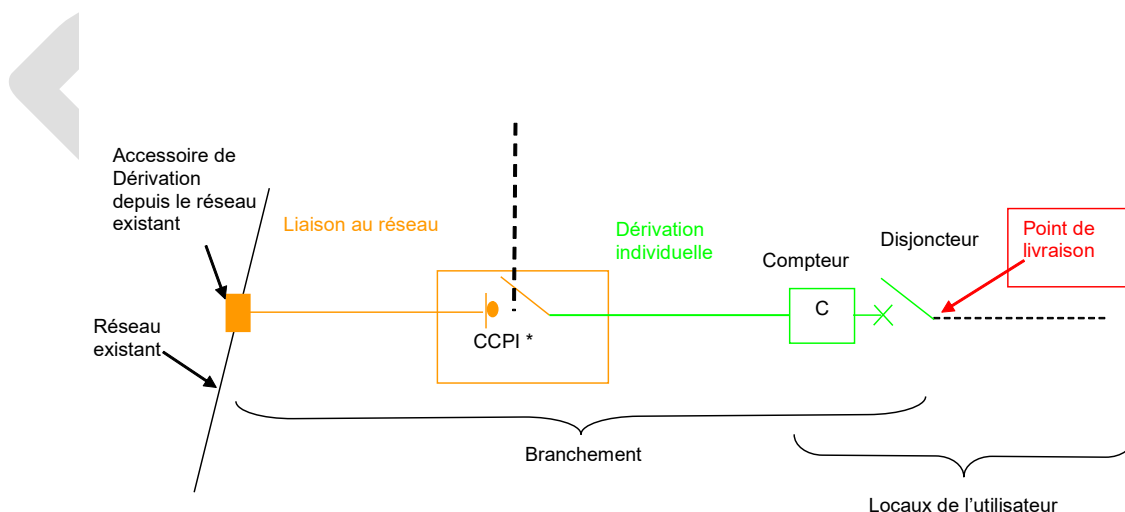 Accessoire de
Dérivation
depuis le réseau
existant
Liaison au réseau
Dérivation
individuelle
Compteur
Disjoncteur
Point de
livraison
Réseau
existant
CCPI *
C
Branchement
Locaux de l'utilisateur